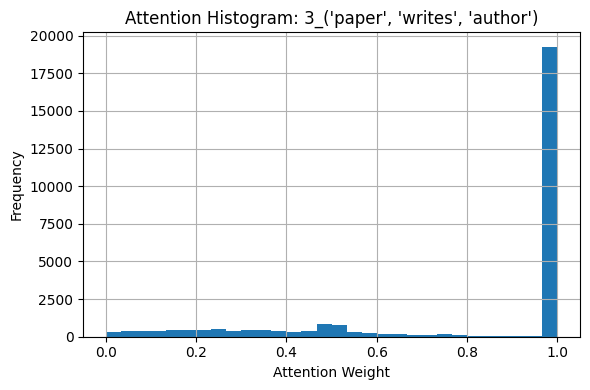 Attention Histogram: 3_('paper', 'writes', 'author')
20000
17500
15000
12500
10000
7500
5000
2500
0
Frequency
0.0 0.2 0.4 0.6 0.8 1.0
Attention Weight